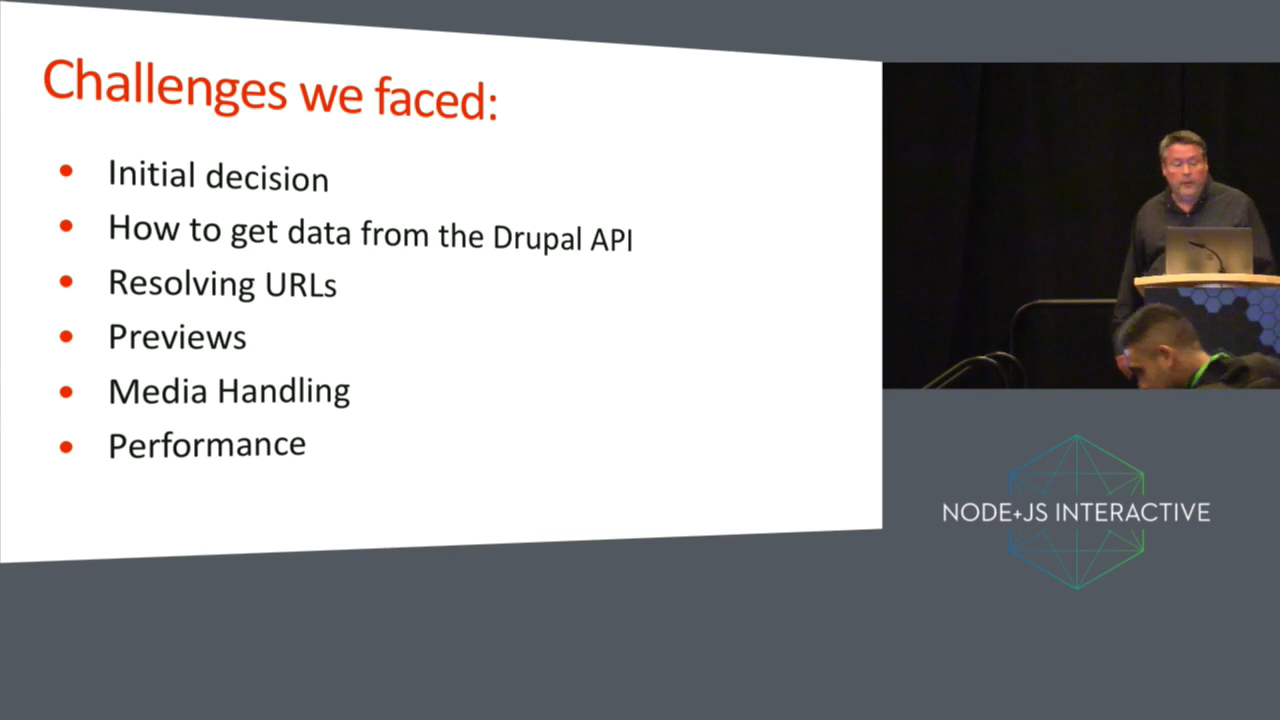 Challenges we faced:
Initial decision
How to get data from the Drupal API
Resolving URLs
Previews
Media Handling
Performance
NODE+JS INTERACTIVE